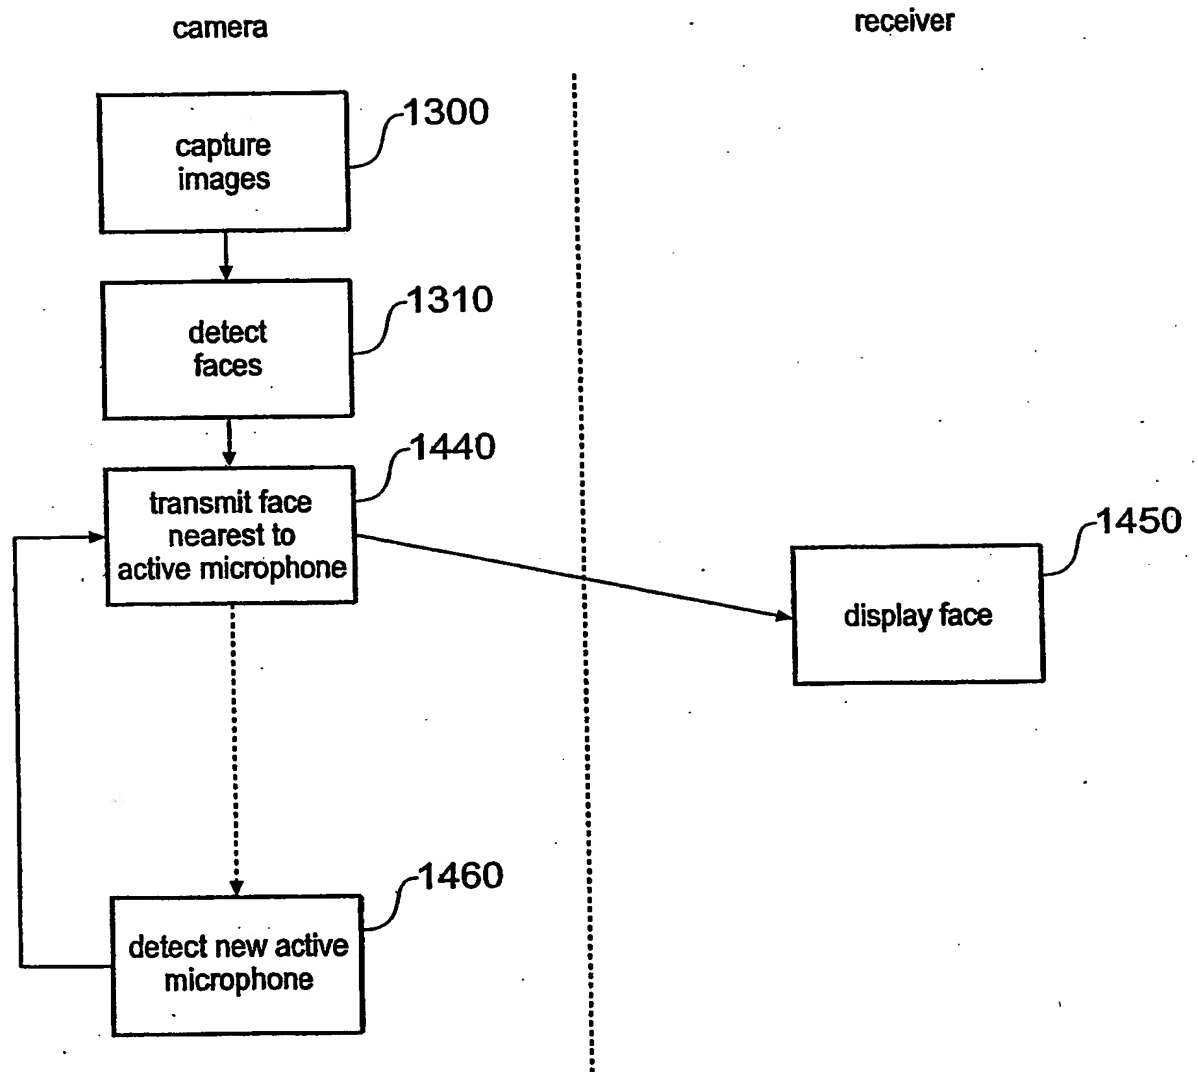 camera
receiver
1300
capture
images
1310
detect
faces
1440
transmit face
nearest to
active microphone
1450
display face
1460
detect new active
microphone